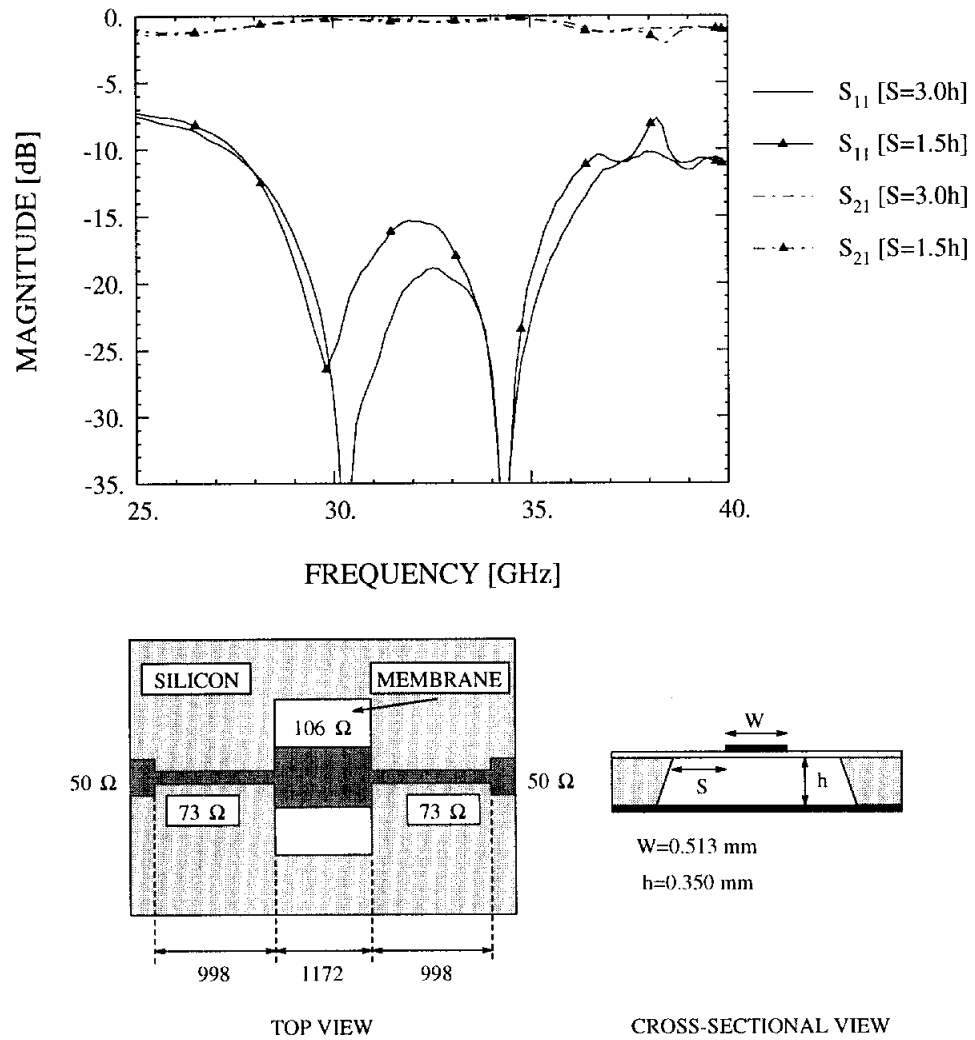 0.
-5.
-10.
-15.
-20.
-25.
-30.
-35.
MAGNITUDE [dB]
25.
30.
35.
40.
FREQUENCY [GHz]
S11 [S=3.0h]
S11 [S=1.5h]
S21 [S=3.0h]
S21 [S=1.5h]
SILICON
MEMBRANE
106 Ω
50 Ω
50 Ω
73 Ω
73 Ω
998
1172
998
TOP VIEW
W
S
h
W=0.513 mm
h=0.350 mm
CROSS-SECTIONAL VIEW